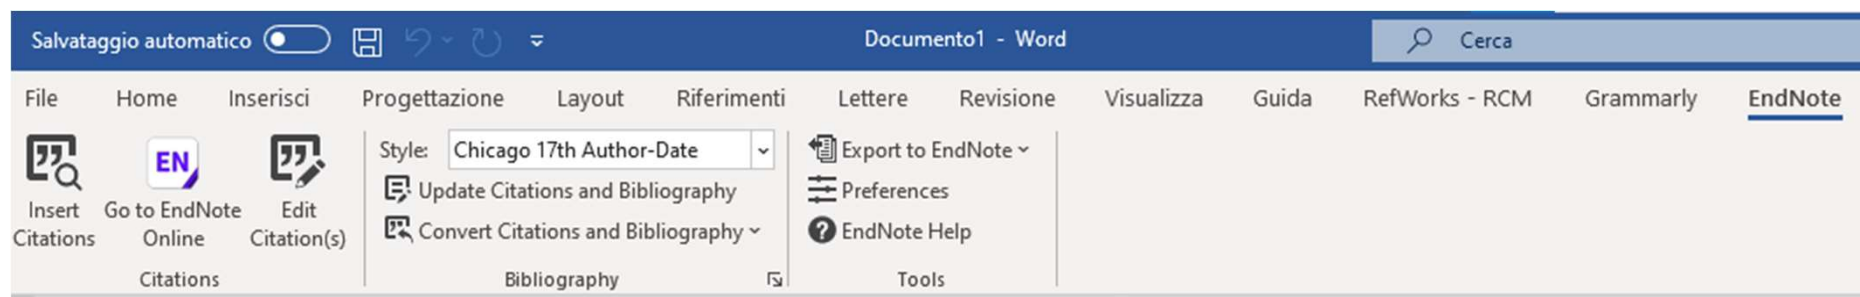 Salvataggio automatico
Documento1 - Word
Cerca
File Home Inserisci Progettazione Layout Riferimenti Lettere Revisione Visualizza Guida RefWorks - RCM Grammarly EndNote
Insert
Citations
EN
Go to EndNote
Online
Edit
Citation(s)
Citations
Style: Chicago 17th Author-Date
Update Citations and Bibliography
Convert Citations and Bibliography
Bibliography
Export to EndNote
Preferences
EndNote Help
Tools